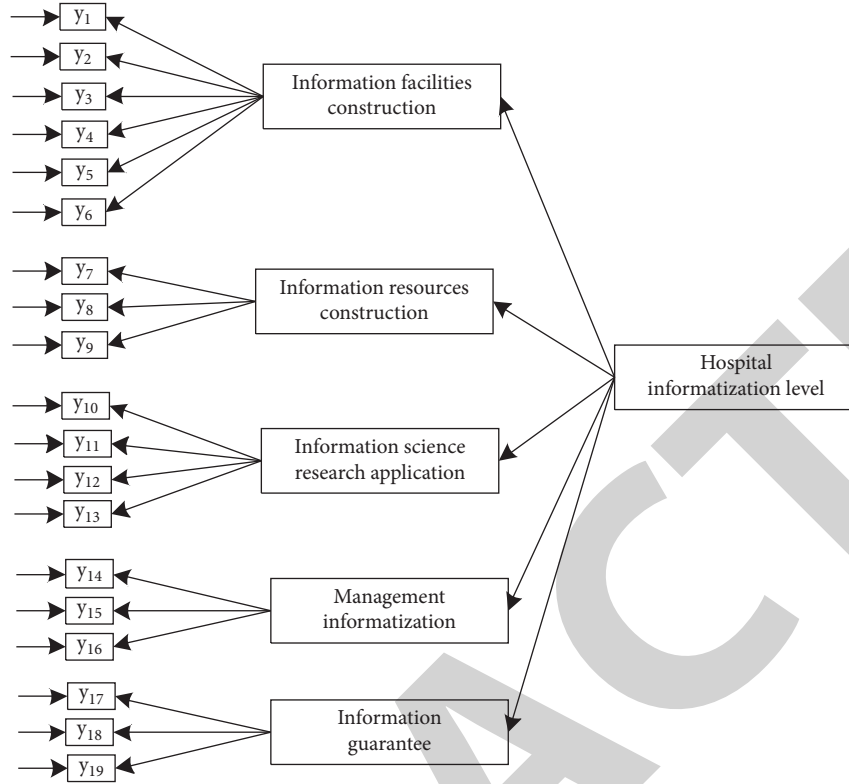 y1
y2
y3
y4
y5
y6
Information facilities
construction
y7
y8
y9
Information resources
construction
Hospital
informatization level
y10
y11
y12
y13
Information science
research application
y14
y15
y16
Management
informatization
y17
y18
y19
Information
guarantee
ACT